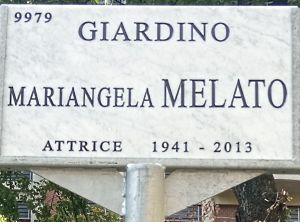 9979
GIARDINO
MARIANGELA MELATO
ATTRICE 1941 - 2013